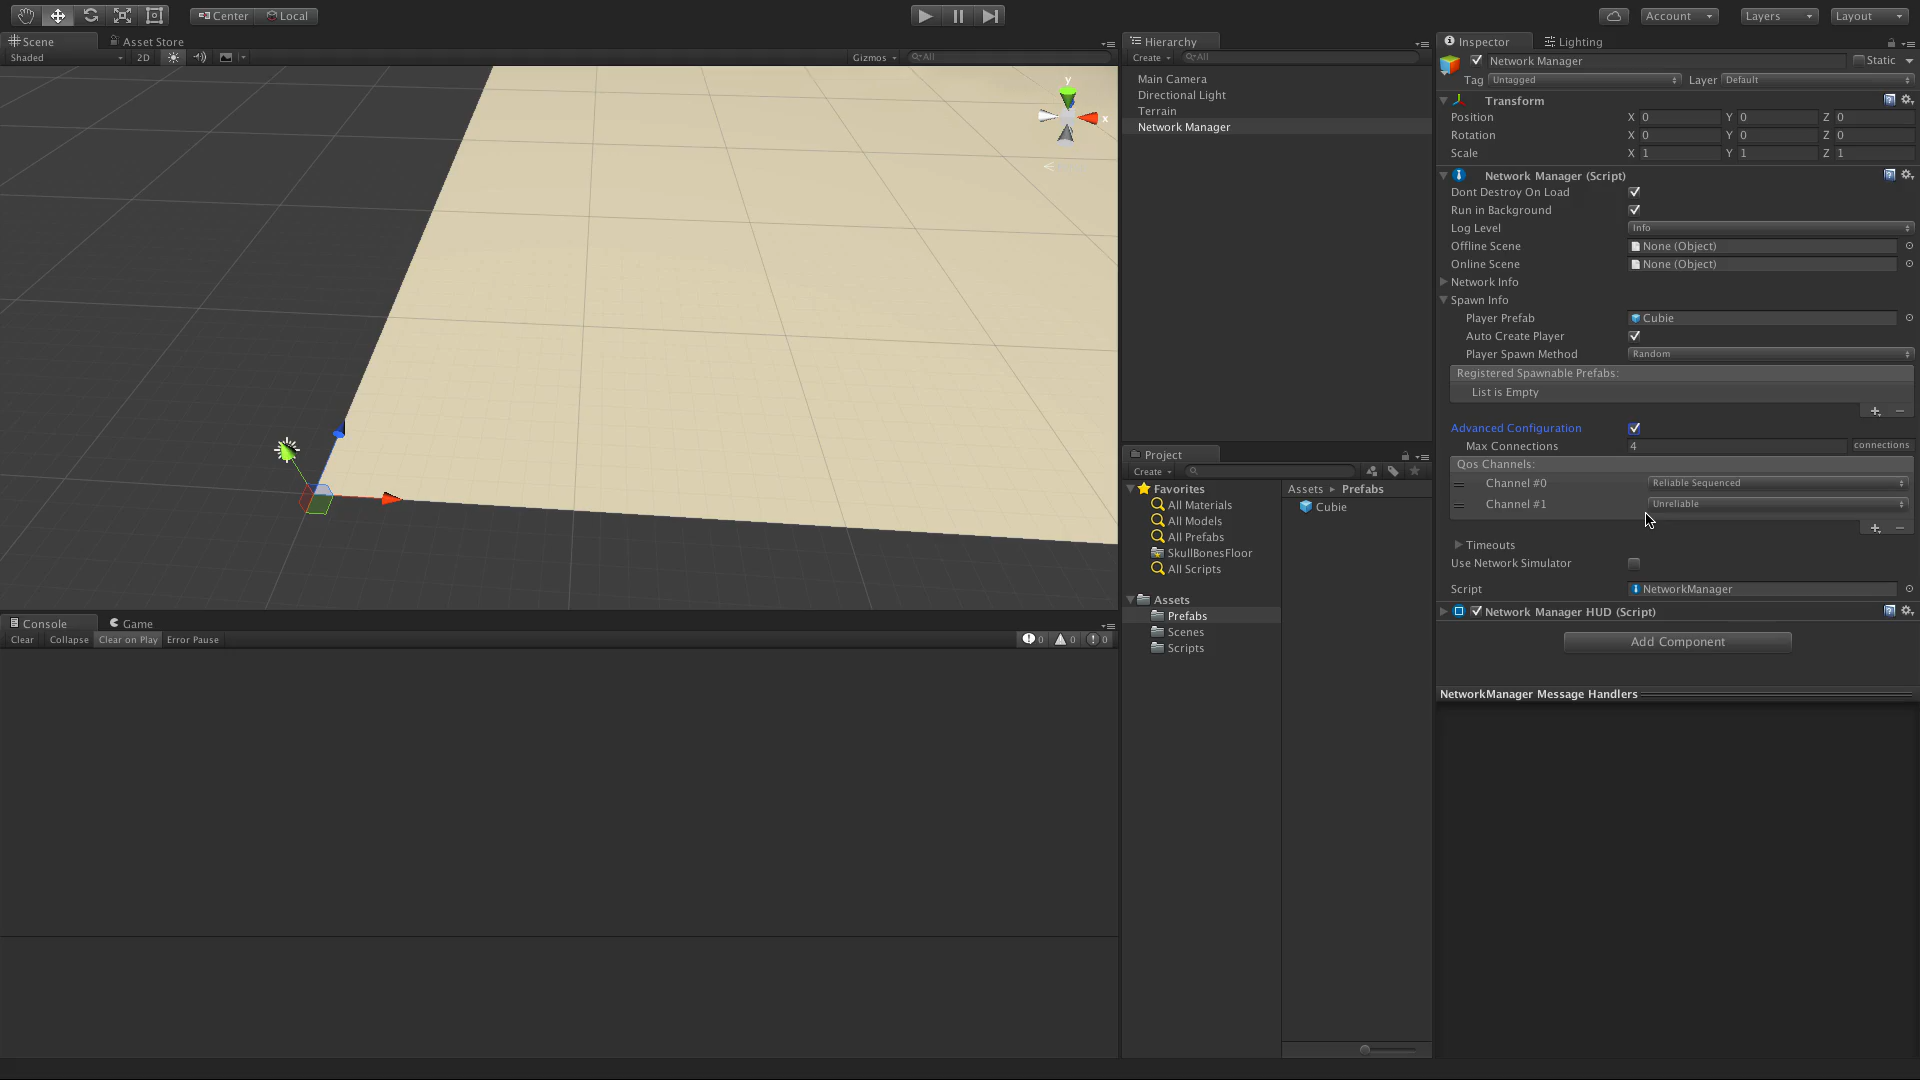 Center Local
Account Layers Layout
Scene Asset Store
Shaded 2D Gizmos All
y
x
Console Game
Clear Collapse Clear on Play Error Pause 0 0 0
Hierarchy
Create All
Main Camera
Directional Light
Terrain
Network Manager
Project
Create
Favorites
All Materials
All Models
All Prefabs
SkullBonesFloor
All Scripts
Assets
Prefabs
Scenes
Scripts
Assets Prefabs
Cubie
Inspector Lighting
Network Manager Static
Tag Untagged Layer Default
Transform
Position X 0 Y 0 Z 0
Rotation X 0 Y 0 Z 0
Scale X 1 Y 1 Z 1
Network Manager (Script)
Dont Destroy On Load
Run in Background
Log Level Info
Offline Scene None (Object)
Online Scene None (Object)
Network Info
Spawn Info
Player Prefab Cubie
Auto Create Player
Player Spawn Method Random
Registered Spawnable Prefabs:
List is Empty
Advanced Configuration
Max Connections 4 connections
Qos Channels:
Channel #0 Reliable Sequenced
Channel #1 Unreliable
Timeouts
Use Network Simulator
Script NetworkManager
Network Manager HUD (Script)
Add Component
NetworkManager Message Handlers